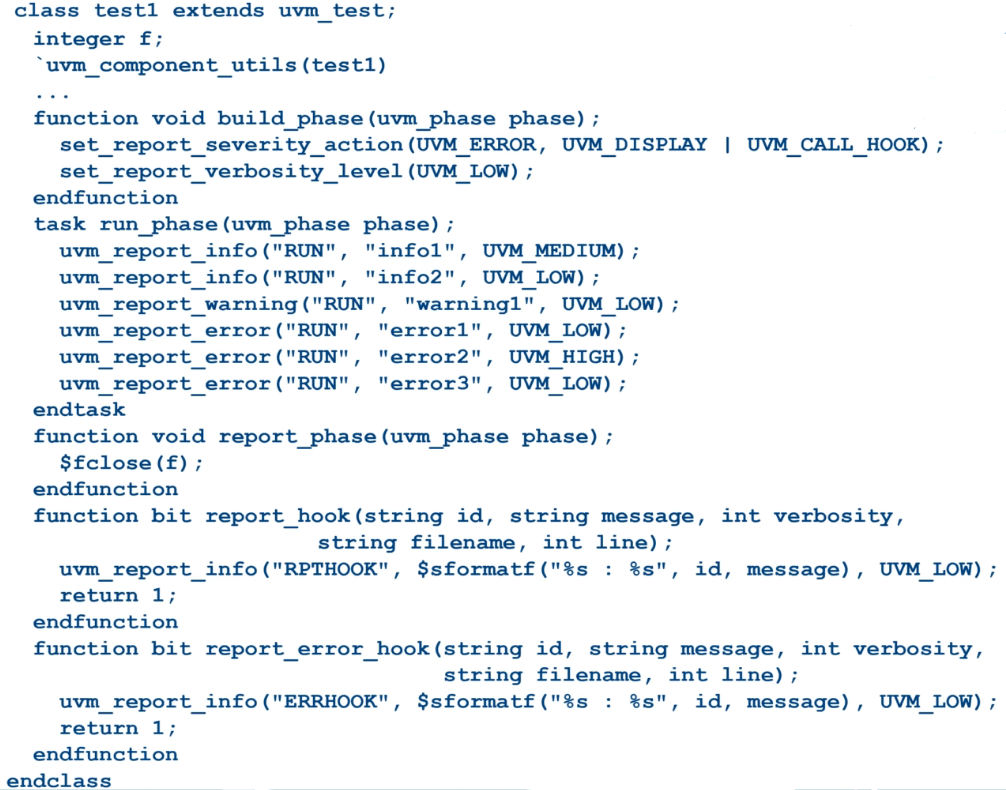 class test1 extends uvm_test;
integer f;
`uvm_component_utils(test1)
...
function void build_phase(uvm_phase phase);
set_report_severity_action(UVM_ERROR, UVM_DISPLAY | UVM_CALL_HOOK);
set_report_verbosity_level(UVM_LOW);
endfunction
task run_phase(uvm_phase phase);
uvm_report_info("RUN", "info1", UVM_MEDIUM);
uvm_report_info("RUN", "info2", UVM_LOW);
uvm_report_warning("RUN", "warning1", UVM_LOW);
uvm_report_error("RUN", "error1", UVM_LOW);
uvm_report_error("RUN", "error2", UVM_HIGH);
uvm_report_error("RUN", "error3", UVM_LOW);
endtask
function void report_phase(uvm_phase phase);
$fclose(f);
endfunction
function bit report_hook(string id, string message, int verbosity,
string filename, int line);
uvm_report_info("RPTHOOK", $sformatf("%s : %s", id, message), UVM_LOW);
return 1;
endfunction
function bit report_error_hook(string id, string message, int verbosity,
string filename, int line);
uvm_report_info("ERRHOOK", $sformatf("%s : %s", id, message), UVM_LOW);
return 1;
endfunction
endclass